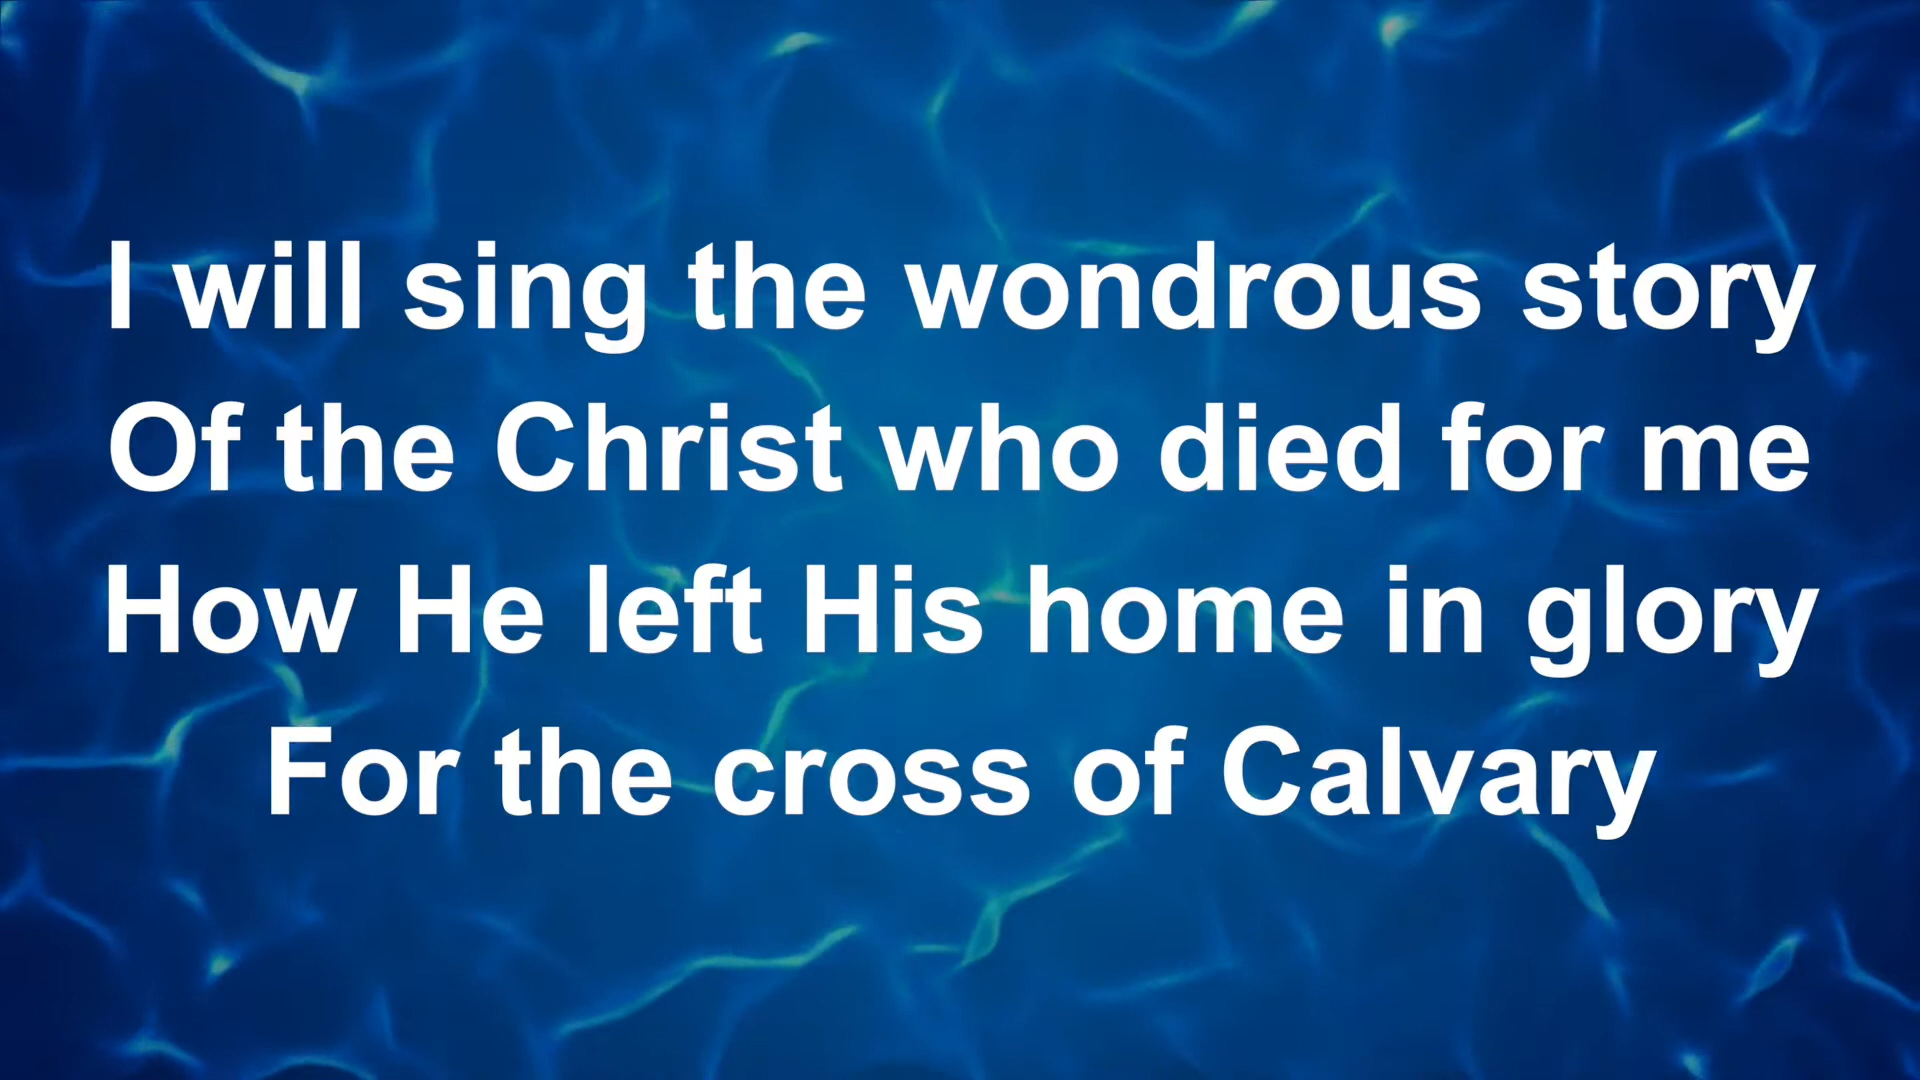 I will sing the wondrous story
Of the Christ who died for me
How He left His home in glory
For the cross of Calvary